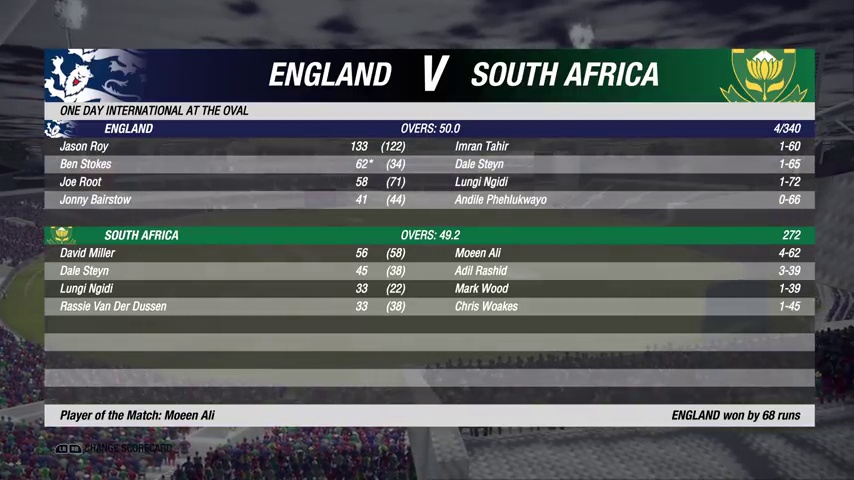 ENGLAND V SOUTH AFRICA
ONE DAY INTERNATIONAL AT THE OVAL
ENGLAND OVERS: 50.0 4/340
Jason Roy 133 (122) Imran Tahir 1-60
Ben Stokes 62* (34) Dale Steyn 1-65
Joe Root 58 (71) Lungi Ngidi 1-72
Jonny Bairstow 41 (44) Andile Phehlukwayo 0-66
SOUTH AFRICA OVERS: 49.2 272
David Miller 56 (58) Moeen Ali 4-62
Dale Steyn 45 (38) Adil Rashid 3-39
Lungi Ngidi 33 (22) Mark Wood 1-39
Rassie Van Der Dussen 33 (38) Chris Woakes 1-45
Player of the Match: Moeen Ali ENGLAND won by 68 runs
CHANGE SCORECARD